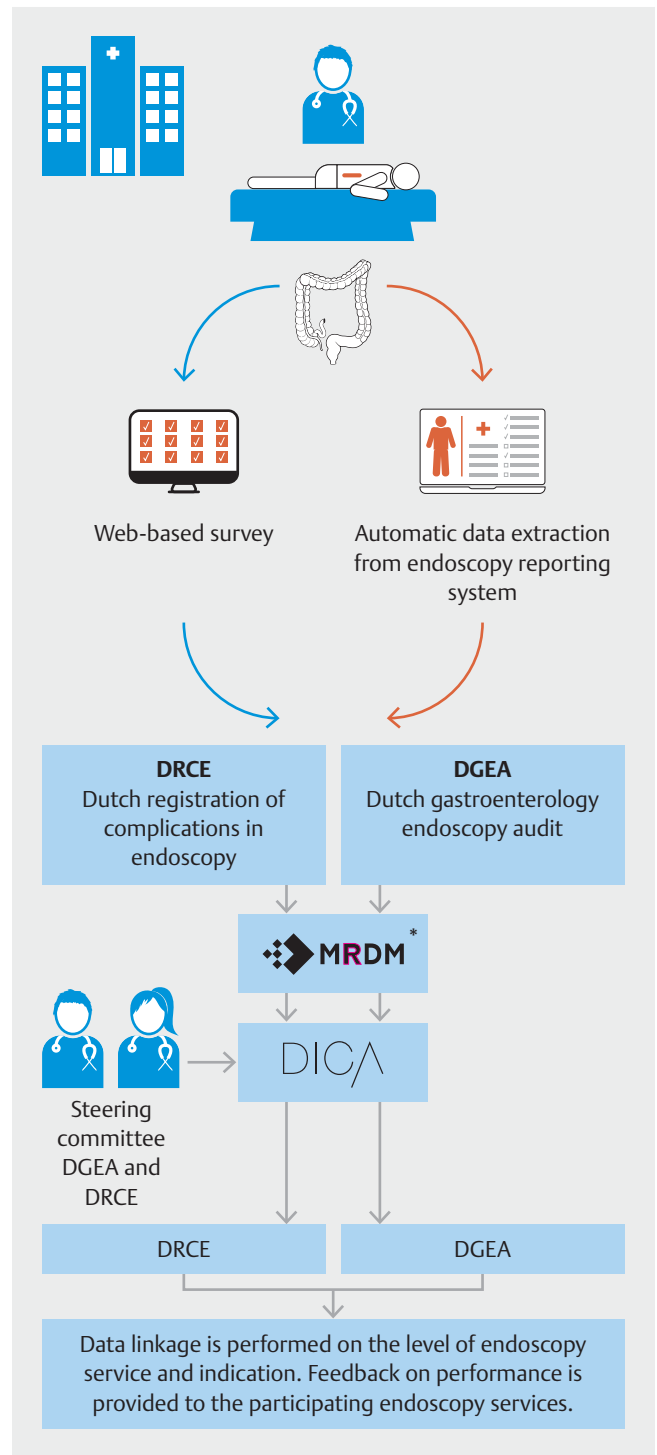 Web-based survey
Automatic data extraction
from endoscopy reporting
system
DRCE
Dutch registration of
complications in
endoscopy
DGEA
Dutch gastroenterology
endoscopy audit
MRDM*
DICA
Steering
committee
DGEA and
DRCE
DRCE
DGEA
Data linkage is performed on the level of endoscopy
service and indication. Feedback on performance is
provided to the participating endoscopy services.